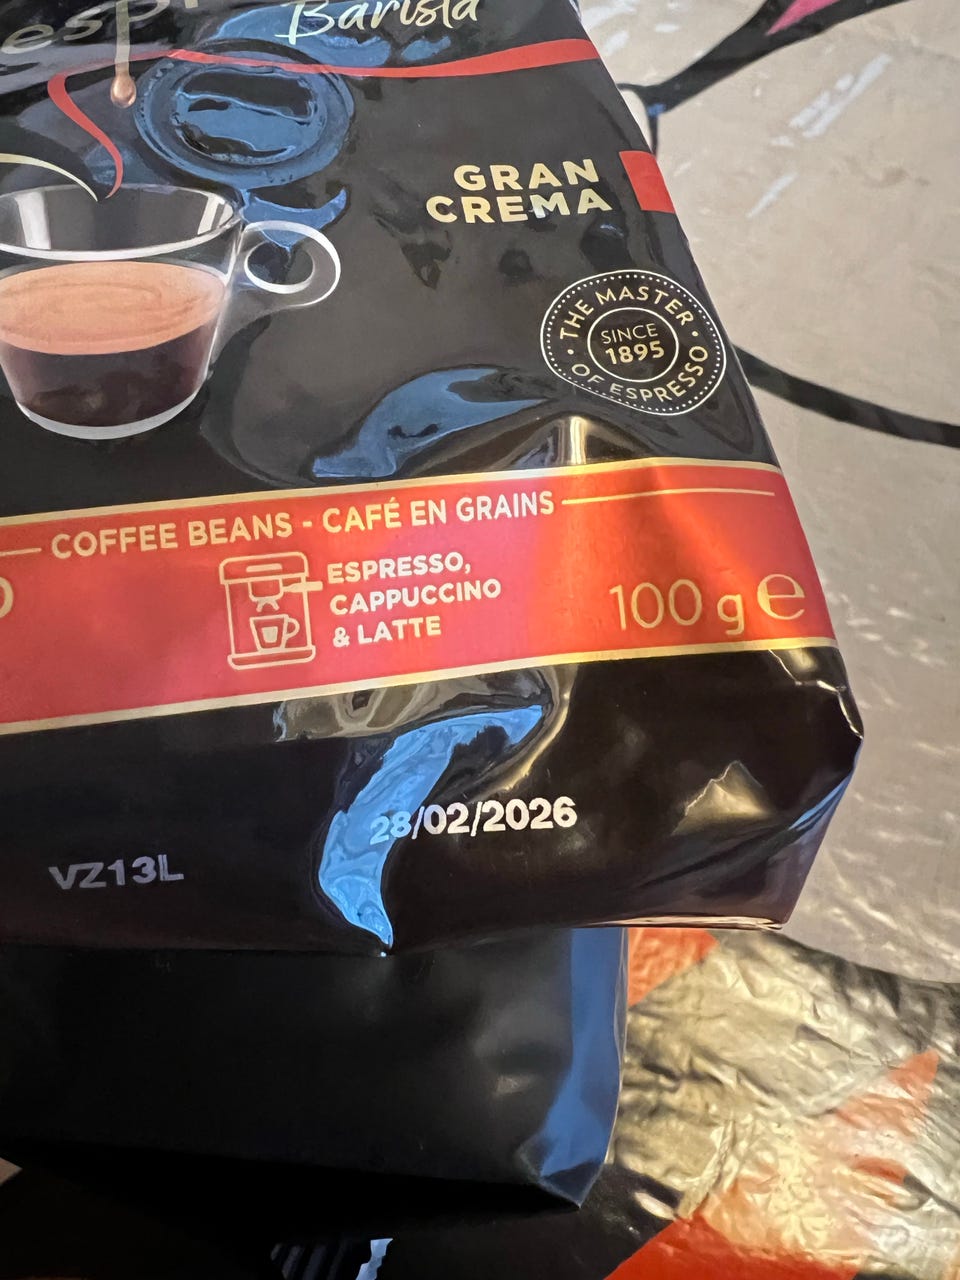 Barista
GRAN
CREMA
THE MASTER
SINCE
1895
OF ESPRESSO
COFFEE BEANS - CAFÉ EN GRAINS
ESPRESSO,
CAPPUCCINO
& LATTE
100 g e
28/02/2026
VZ13L